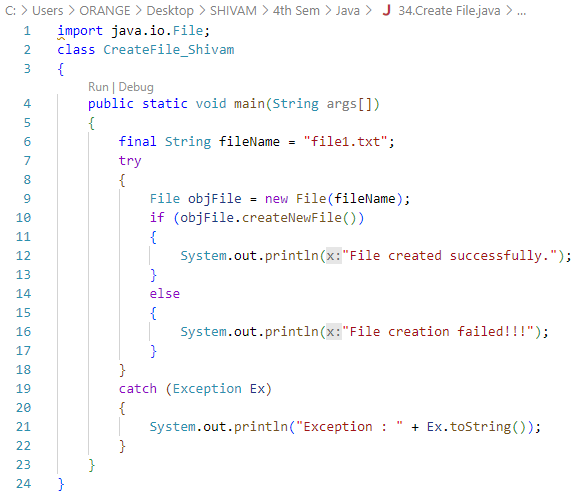 C: > Users > ORANGE > Desktop > SHIVAM > 4th Sem > Java > J 34.Create File.java > ...
1 import java.io.File;
2 class CreateFile_Shivam
3 {
Run | Debug
4 public static void main(String args[])
5 {
6 final String fileName = "file1.txt";
7 try
8 {
9 File objFile = new File(fileName);
10 if (objFile.createNewFile())
11 {
12 System.out.println(x:"File created successfully.");
13 }
14 else
15 {
16 System.out.println(x:"File creation failed!!!");
17 }
18 }
19 catch (Exception Ex)
20 {
21 System.out.println("Exception : " + Ex.toString());
22 }
23 }
24 }